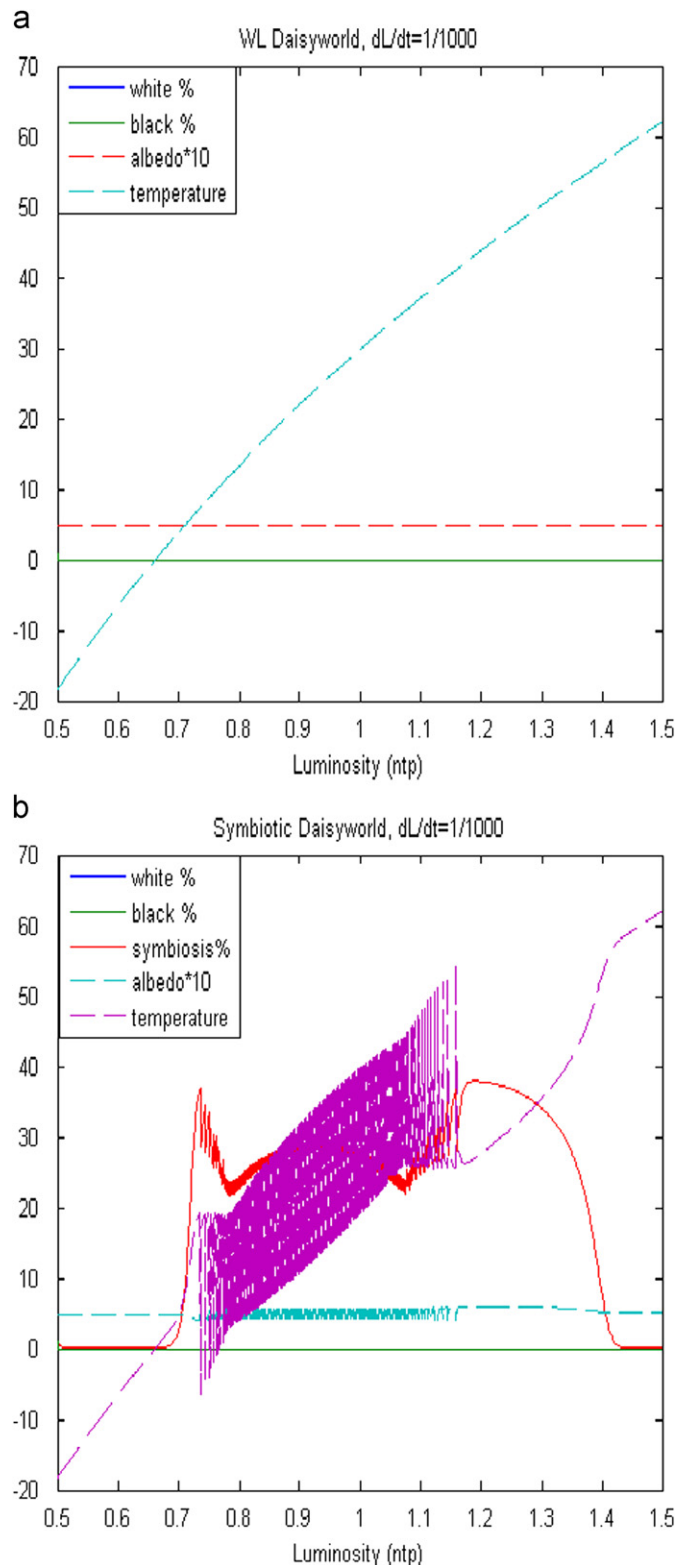 a
WL Daisyworld, dL/dt=1/1000
70
60
50
40
30
20
10
0
-10
-20
white %
black %
albedo*10
temperature
0.5 0.6 0.7 0.8 0.9 1 1.1 1.2 1.3 1.4 1.5
Luminosity (ntp)
b
Symbiotic Daisyworld, dL/dt=1/1000
70
60
50
40
30
20
10
0
-10
-20
white %
black %
symbiosis%
albedo*10
temperature
0.5 0.6 0.7 0.8 0.9 1 1.1 1.2 1.3 1.4 1.5
Luminosity (ntp)